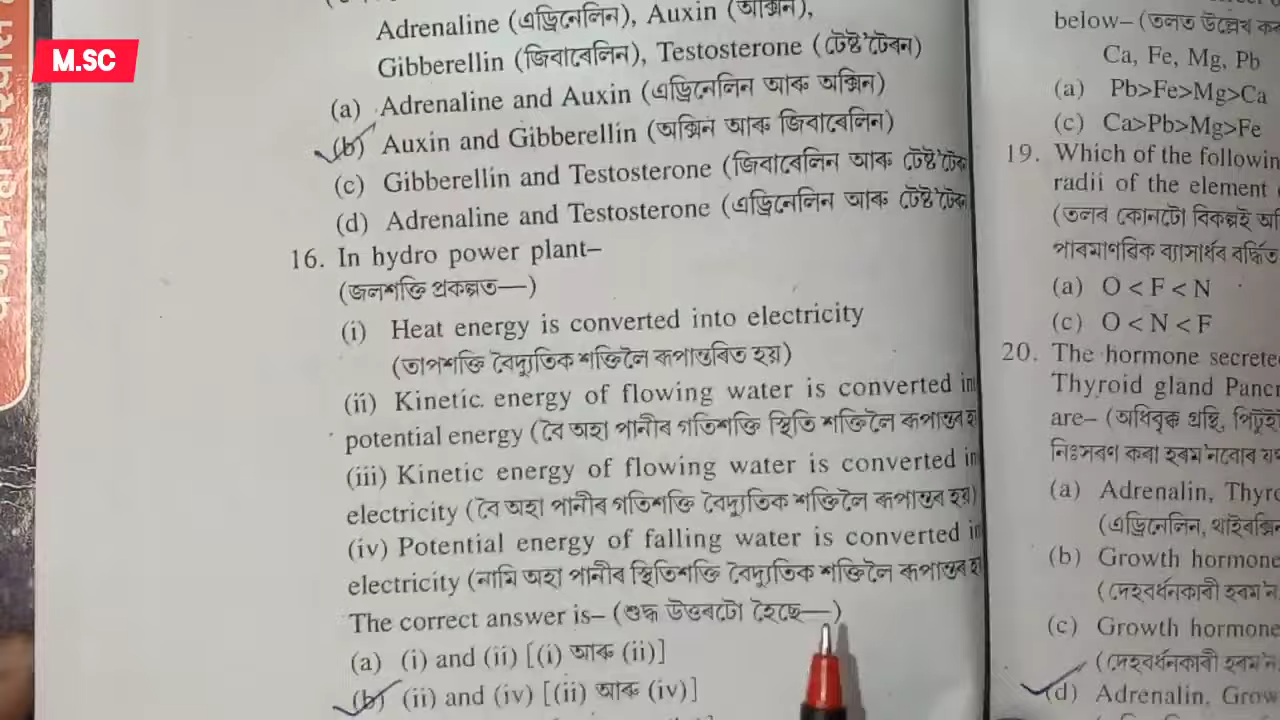 M.SC
Adrenaline (এড্ৰিনেলিন), Auxin (অক্সিন),
Gibberellin (জিবাৰেলিন), Testosterone (টেষ্ট'টেৰন)
(a) Adrenaline and Auxin (এড্ৰিনেলিন আৰু অক্সিন)
(b) Auxin and Gibberellin (অক্সিন আৰু জিবাৰেলিন)
(c) Gibberellin and Testosterone (জিবাৰেলিন আৰু টেষ্ট'টেৰন
(d) Adrenaline and Testosterone (এড্ৰিনেলিন আৰু টেষ্ট'টেৰন
16. In hydro power plant–
(জলশক্তি প্ৰকল্পত—)
(i) Heat energy is converted into electricity
(তাপশক্তি বৈদ্যুতিক শক্তিলৈ ৰূপান্তৰিত হয়)
(ii) Kinetic energy of flowing water is converted in
potential energy (বৈ অহা পানীৰ গতিশক্তি স্থিতি শক্তিলৈ ৰূপান্তৰ হ
(iii) Kinetic energy of flowing water is converted in
electricity (বৈ অহা পানীৰ গতিশক্তি বৈদ্যুতিক শক্তিলৈ ৰূপান্তৰ হয়)
(iv) Potential energy of falling water is converted in
electricity (নামি অহা পানীৰ স্থিতিশক্তি বৈদ্যুতিক শক্তিলৈ ৰূপান্তৰ হ
The correct answer is– (শুদ্ধ উত্তৰটো হৈছে—)
(a) (i) and (ii) [(i) আৰু (ii)]
(b) (ii) and (iv) [(ii) আৰু (iv)]
below– (তলত উল্লেখ কৰ
Ca, Fe, Mg, Pb
(a) Pb>Fe>Mg>Ca
(c) Ca>Pb>Mg>Fe
19. Which of the followin
radii of the element
(তলৰ কোনটো বিকল্পই
পাৰমাণৱিক ব্যাসাৰ্ধৰ বৰ্দ্ধিত
(a) O < F < N
(c) O < N < F
20. The hormone secrete
Thyroid gland Pancr
are– (অধিবৃক্ক গ্ৰন্থি, পিটুই
নিঃসৰণ কৰা হৰম'নবোৰ
(a) Adrenalin, Thyro
(এড্ৰিনেলিন, থাইৰক্সিন
(b) Growth hormone
(দেহবৰ্ধনকাৰী হৰম'ন
(c) Growth hormone
(দেহবৰ্ধনকাৰী হৰম'ন
(d) Adrenalin, Grow